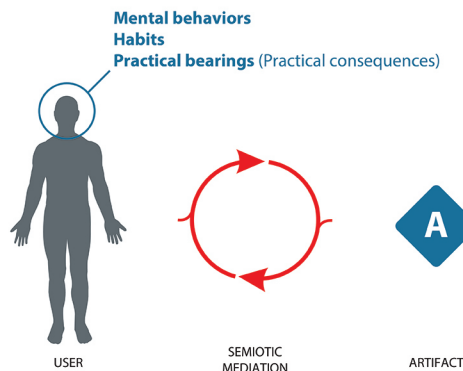 Mental behaviors
Habits
Practical bearings (Practical consequences)
A
USER
SEMIOTIC
MEDIATION
ARTIFACT